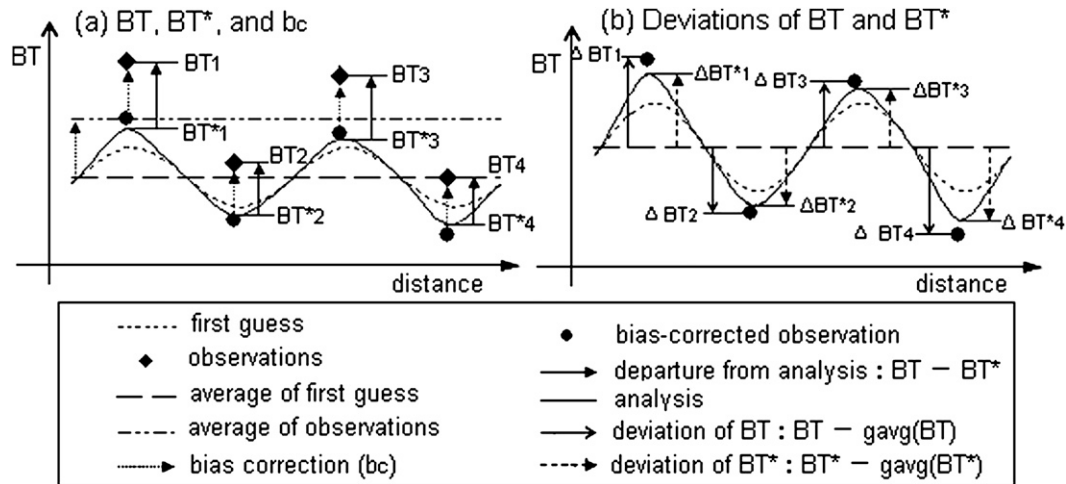 (a) BT, BT*, and bc
BT
BT1
BT*1
BT2
BT*2
BT3
BT*3
BT4
BT*4
distance
(b) Deviations of BT and BT*
BT
Δ BT1
ΔBT*1
Δ BT2
ΔBT*2
Δ BT3
ΔBT*3
Δ BT4
ΔBT*4
distance
first guess
observations
average of first guess
average of observations
bias correction (bc)
bias-corrected observation
departure from analysis : BT − BT*
analysis
deviation of BT : BT − gavg(BT)
deviation of BT* : BT* − gavg(BT*)